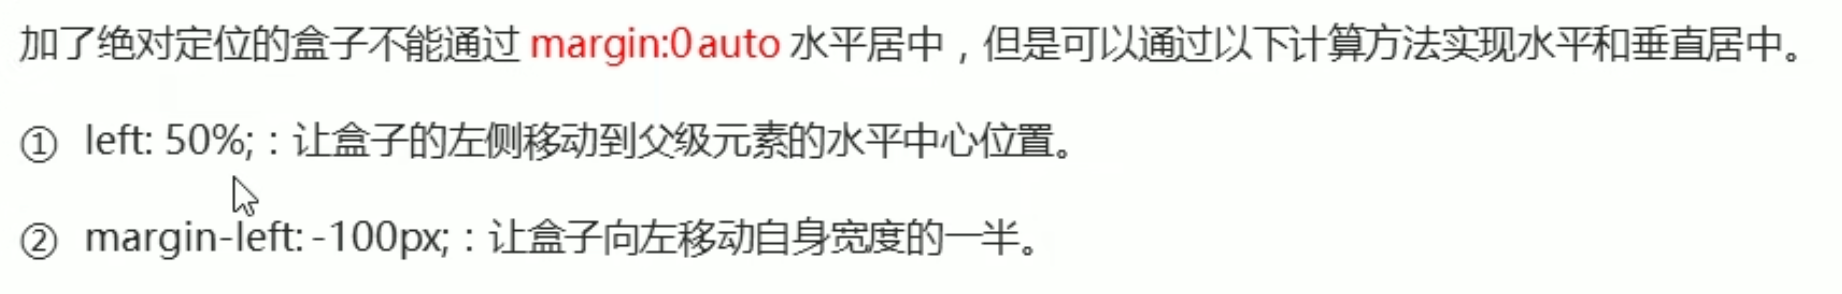 加了绝对定位的盒子不能通过 margin:0 auto 水平居中，但是可以通过以下计算方法实现水平和垂直居中。
① left: 50%; : 让盒子的左侧移动到父级元素的水平中心位置。
② margin-left: -100px; : 让盒子向左移动自身宽度的一半。